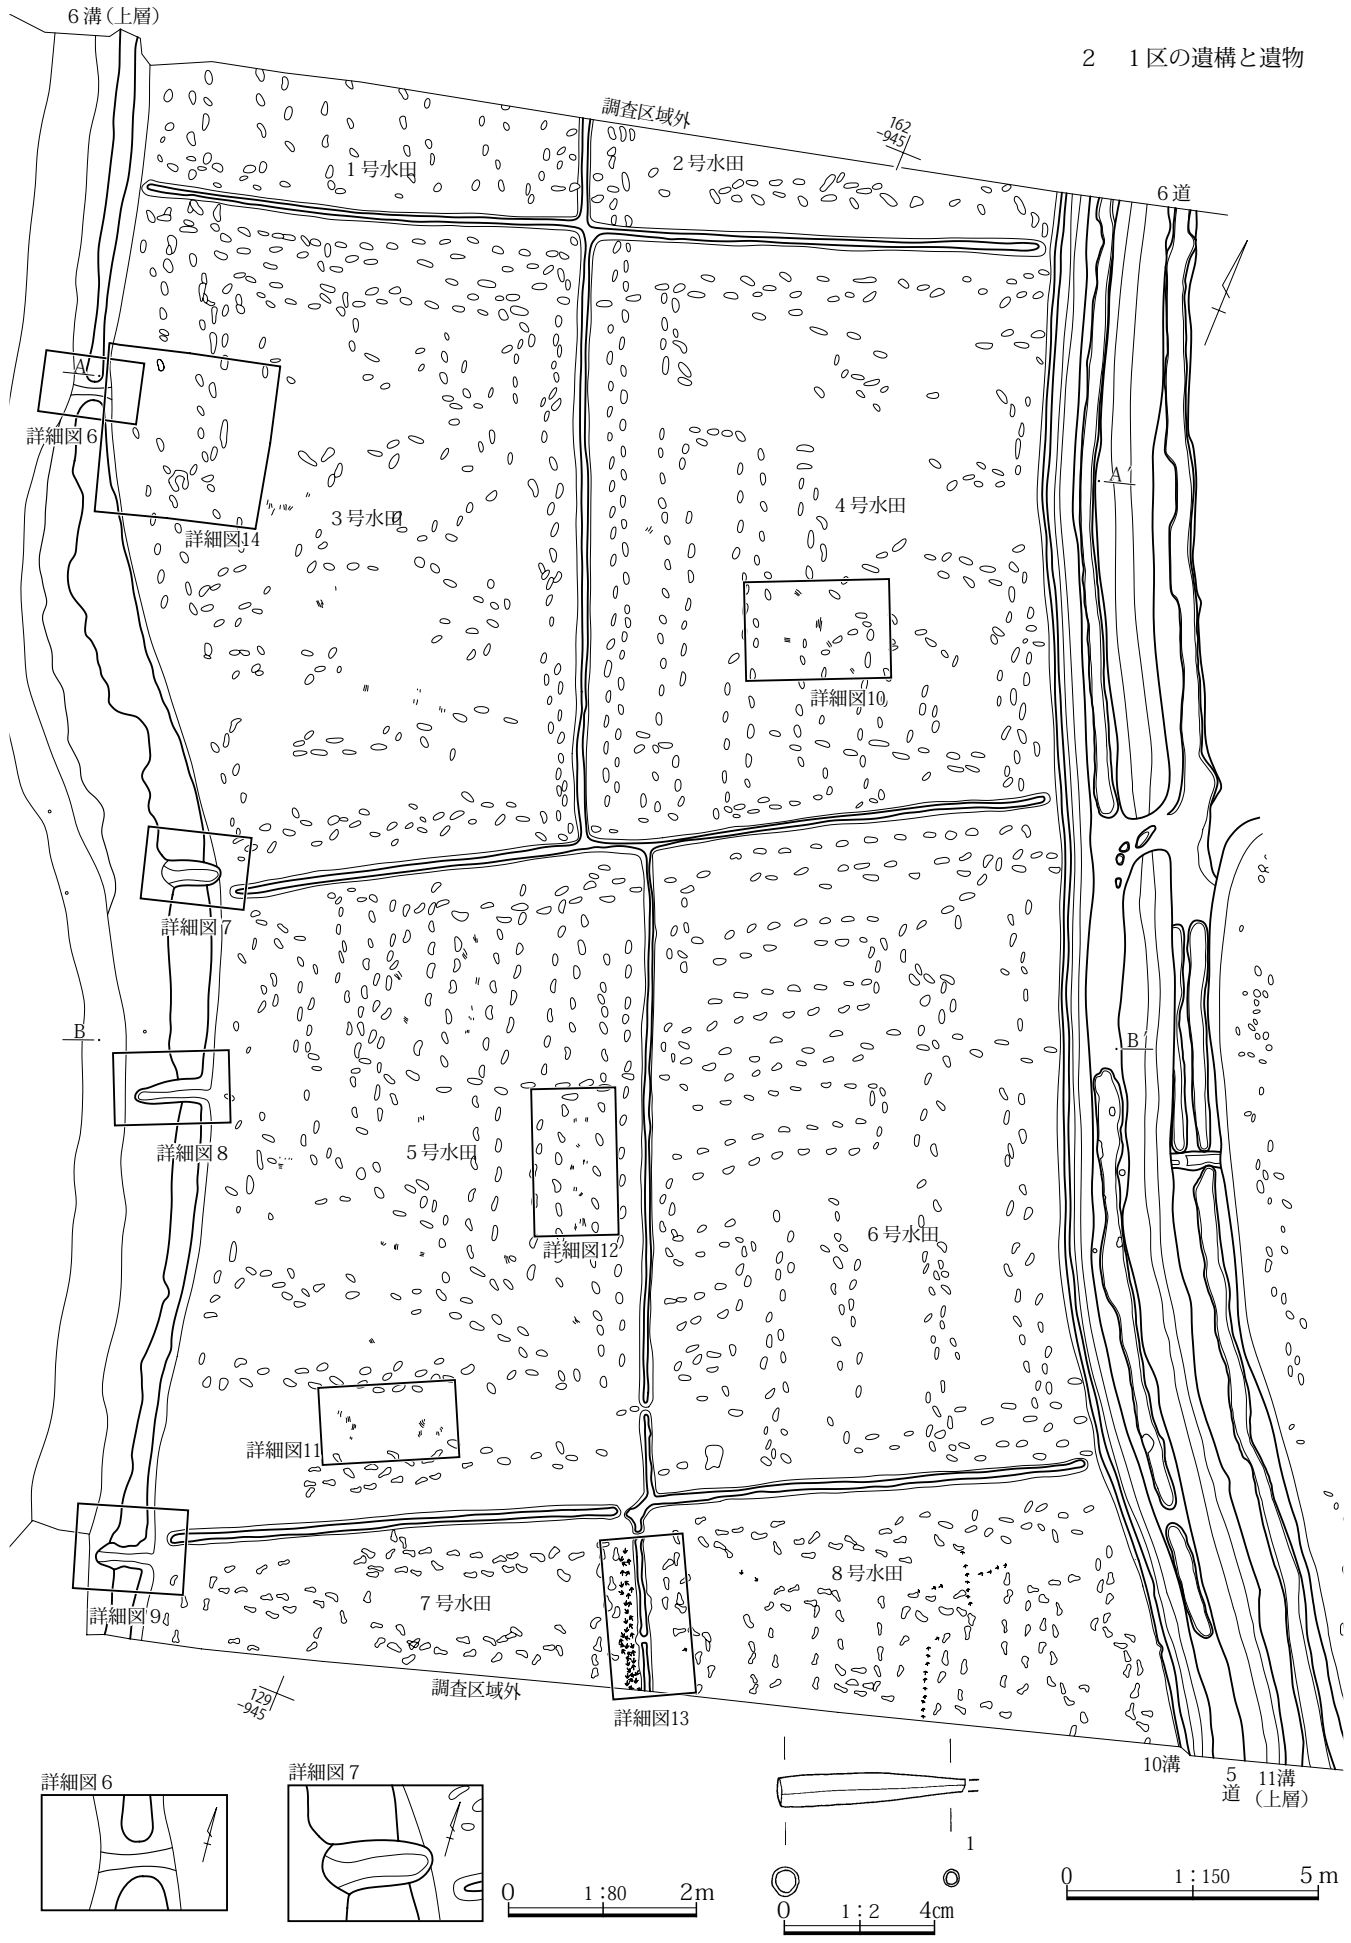 6溝（上層）
2　1区の遺構と遺物
調査区域外
162
-945
1号水田
2号水田
6道
A
詳細図6
A′
3号水田
4号水田
詳細図14
詳細図10
詳細図7
B
B′
詳細図8
5号水田
6号水田
詳細図12
詳細図11
8号水田
7号水田
詳細図9
調査区域外
129
-945
詳細図13
10溝
5
道
11溝
（上層）
詳細図6
詳細図7
1
0 1:80 2m
0 1:2 4cm
0 1:150 5m